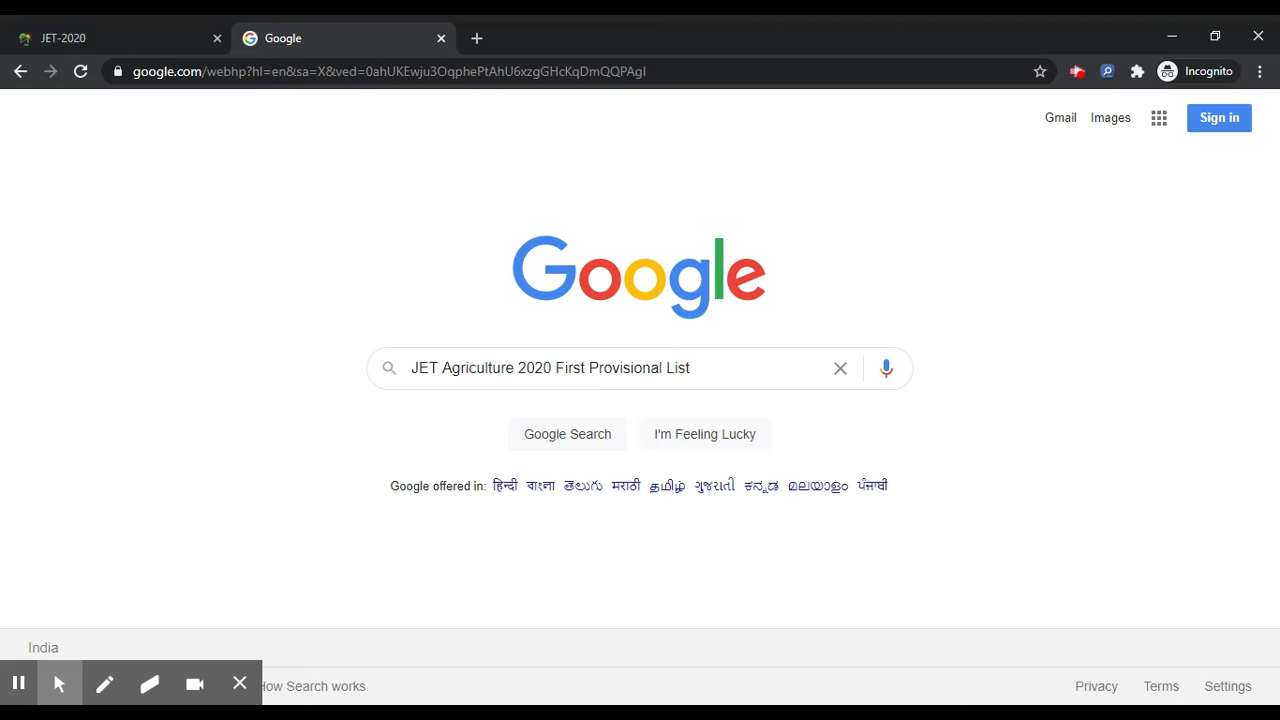 JET-2020
Google
google.com/webhp?hl=en&sa=X&ved=0ahUKEwju3OqphePtAhU6xzgGHcKqDmQQPAgI
Incognito
Gmail Images Sign in
Google
JET Agriculture 2020 First Provisional List
Google Search I'm Feeling Lucky
Google offered in: हिन्दी বাংলা తెలుగు मराठी தமிழ் ગુજરાતી ಕನ್ನಡ മലയാളം ਪੰਜਾਬੀ
India
How Search works Privacy Terms Settings